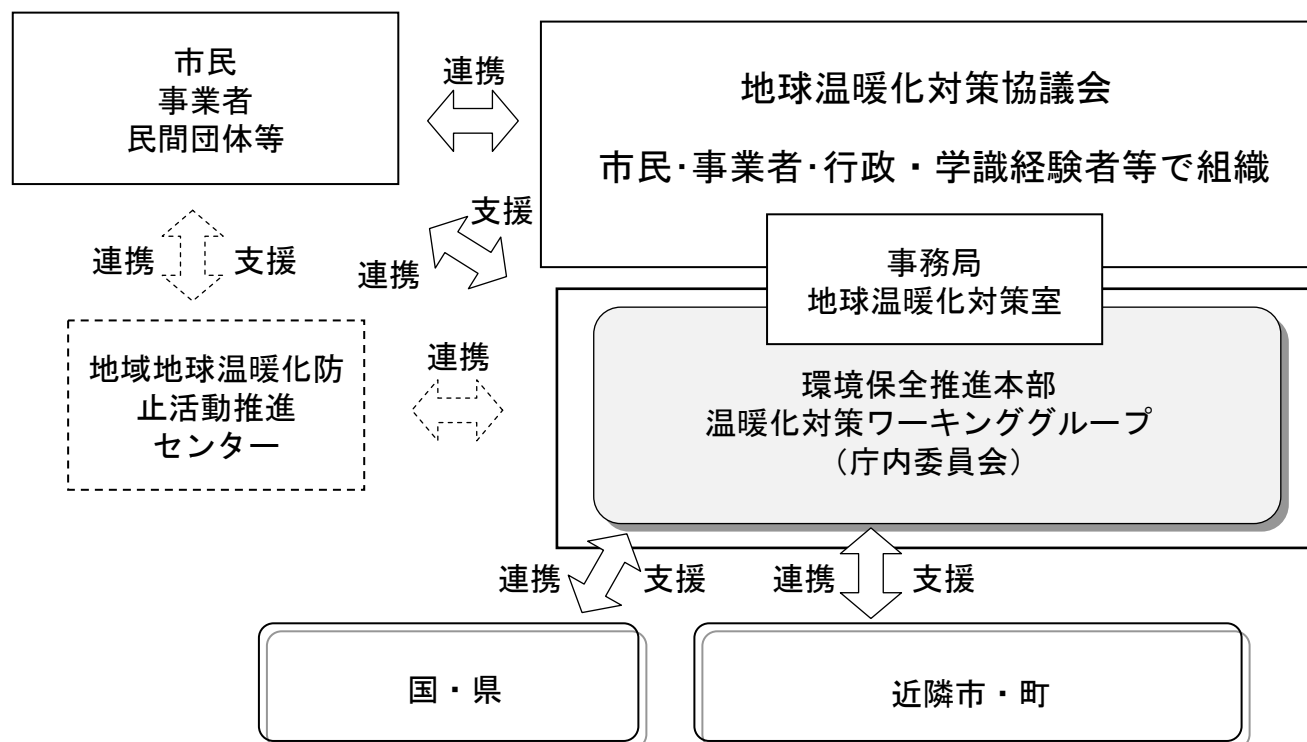 市民
事業者
民間団体等
連携
地球温暖化対策協議会
市民･事業者･行政・学識経験者等で組織
支援
連携
連携
支援
事務局
地球温暖化対策室
地域地球温暖化防
止活動推進
センター
連携
環境保全推進本部
温暖化対策ワーキンググループ
（庁内委員会）
連携
支援
連携
支援
国・県
近隣市・町